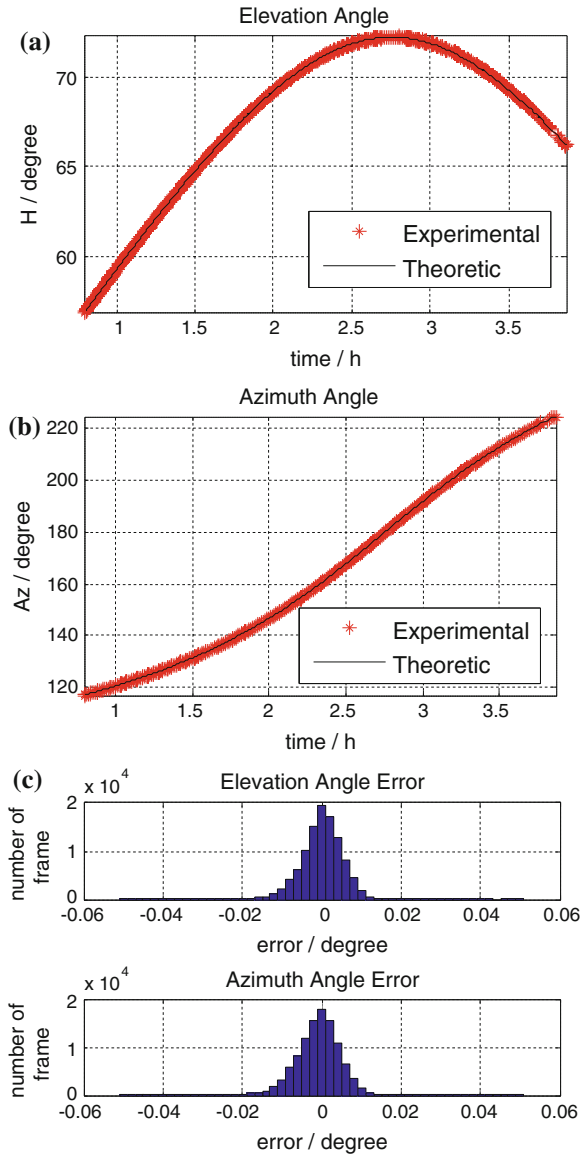 (a)
Elevation Angle
H / degree
70
65
60
1 1.5 2 2.5 3 3.5
time / h
Experimental
Theoretic
(b)
Azimuth Angle
Az / degree
220
200
180
160
140
120
1 1.5 2 2.5 3 3.5
time / h
Experimental
Theoretic
(c)
x 10^4
Elevation Angle Error
number of
frame
2
1
0
-0.06 -0.04 -0.02 0 0.02 0.04 0.06
error / degree
x 10^4
Azimuth Angle Error
number of
frame
2
1
0
-0.06 -0.04 -0.02 0 0.02 0.04 0.06
error / degree